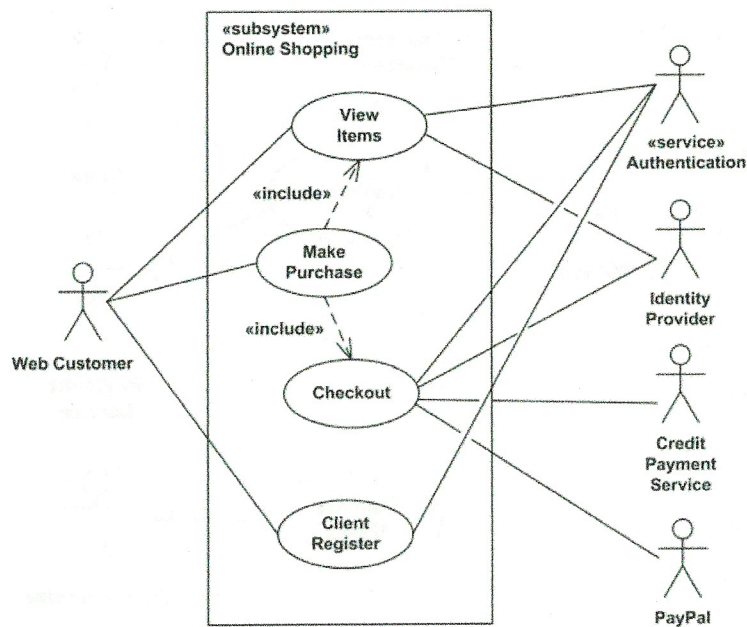 «subsystem»
Online Shopping
View
Items
«service»
Authentication
«include»
Make
Purchase
Identity
Provider
«include»
Web Customer
Checkout
Credit
Payment
Service
Client
Register
PayPal